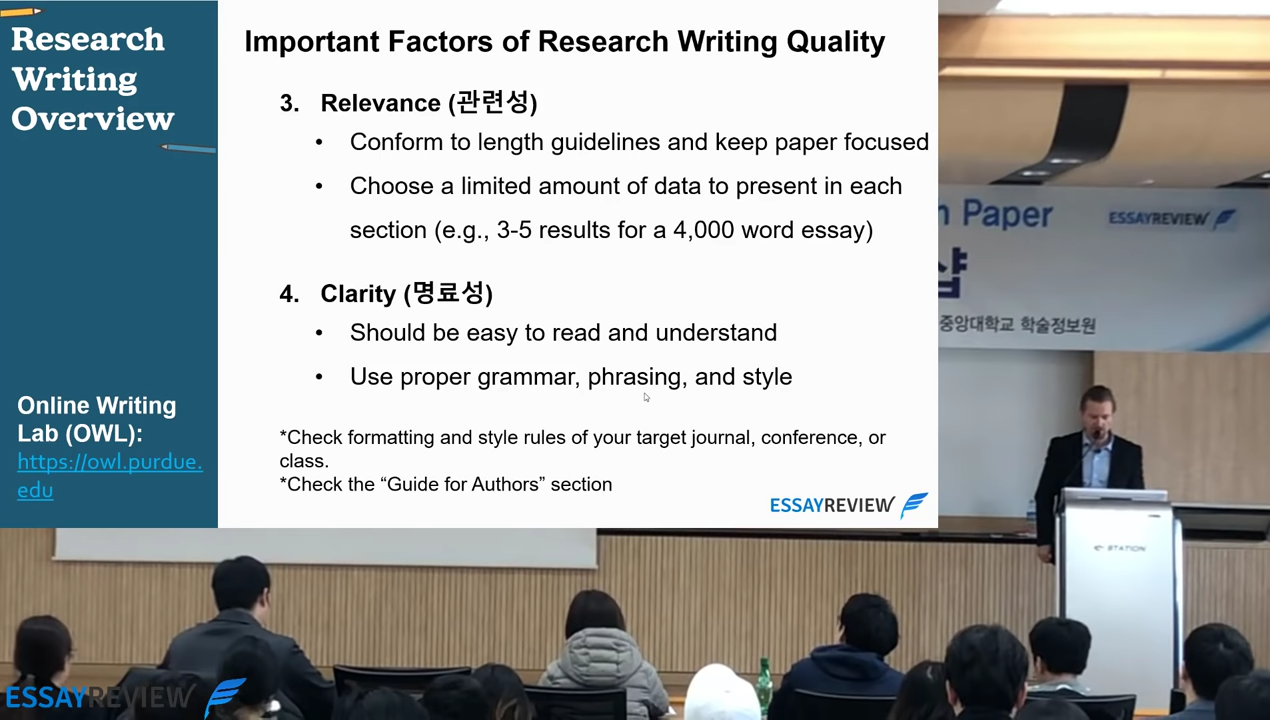 Research
Writing
Overview
Online Writing
Lab (OWL):
https://owl.purdue.
edu
Important Factors of Research Writing Quality
3. Relevance (관련성)
• Conform to length guidelines and keep paper focused
• Choose a limited amount of data to present in each
section (e.g., 3-5 results for a 4,000 word essay)
4. Clarity (명료성)
• Should be easy to read and understand
• Use proper grammar, phrasing, and style
*Check formatting and style rules of your target journal, conference, or
class.
*Check the “Guide for Authors” section
ESSAYREVIEW
Paper
ESSAYREVIEW
샵
중앙대학교 학술정보원
STATION
ESSAYREVIEW